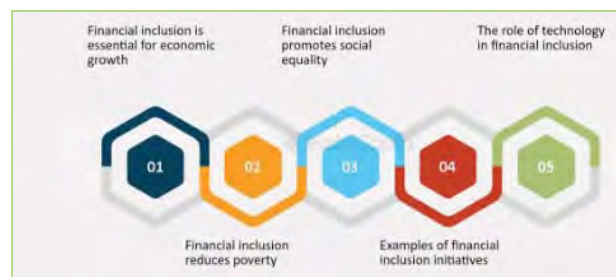 Financial inclusion is
essential for economic
growth
Financial inclusion
promotes social
equality
The role of technology
in financial inclusion
01
02
03
04
05
Financial inclusion
reduces poverty
Examples of financial
inclusion initiatives